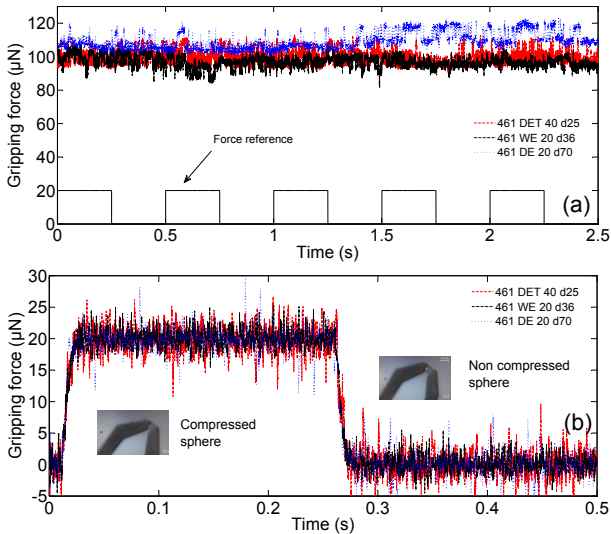 Gripping force (µN)
120
100
80
60
40
20
0
Force reference
461 DET 40 d25
461 WE 20 d36
461 DE 20 d70
(a)
0
0.5
1
1.5
2
2.5
Time (s)
Gripping force (µN)
30
25
20
15
10
5
0
-5
461 DET 40 d25
461 WE 20 d36
461 DE 20 d70
Non compressed
sphere
Compressed
sphere
(b)
0
0.1
0.2
0.3
0.4
0.5
Time (s)